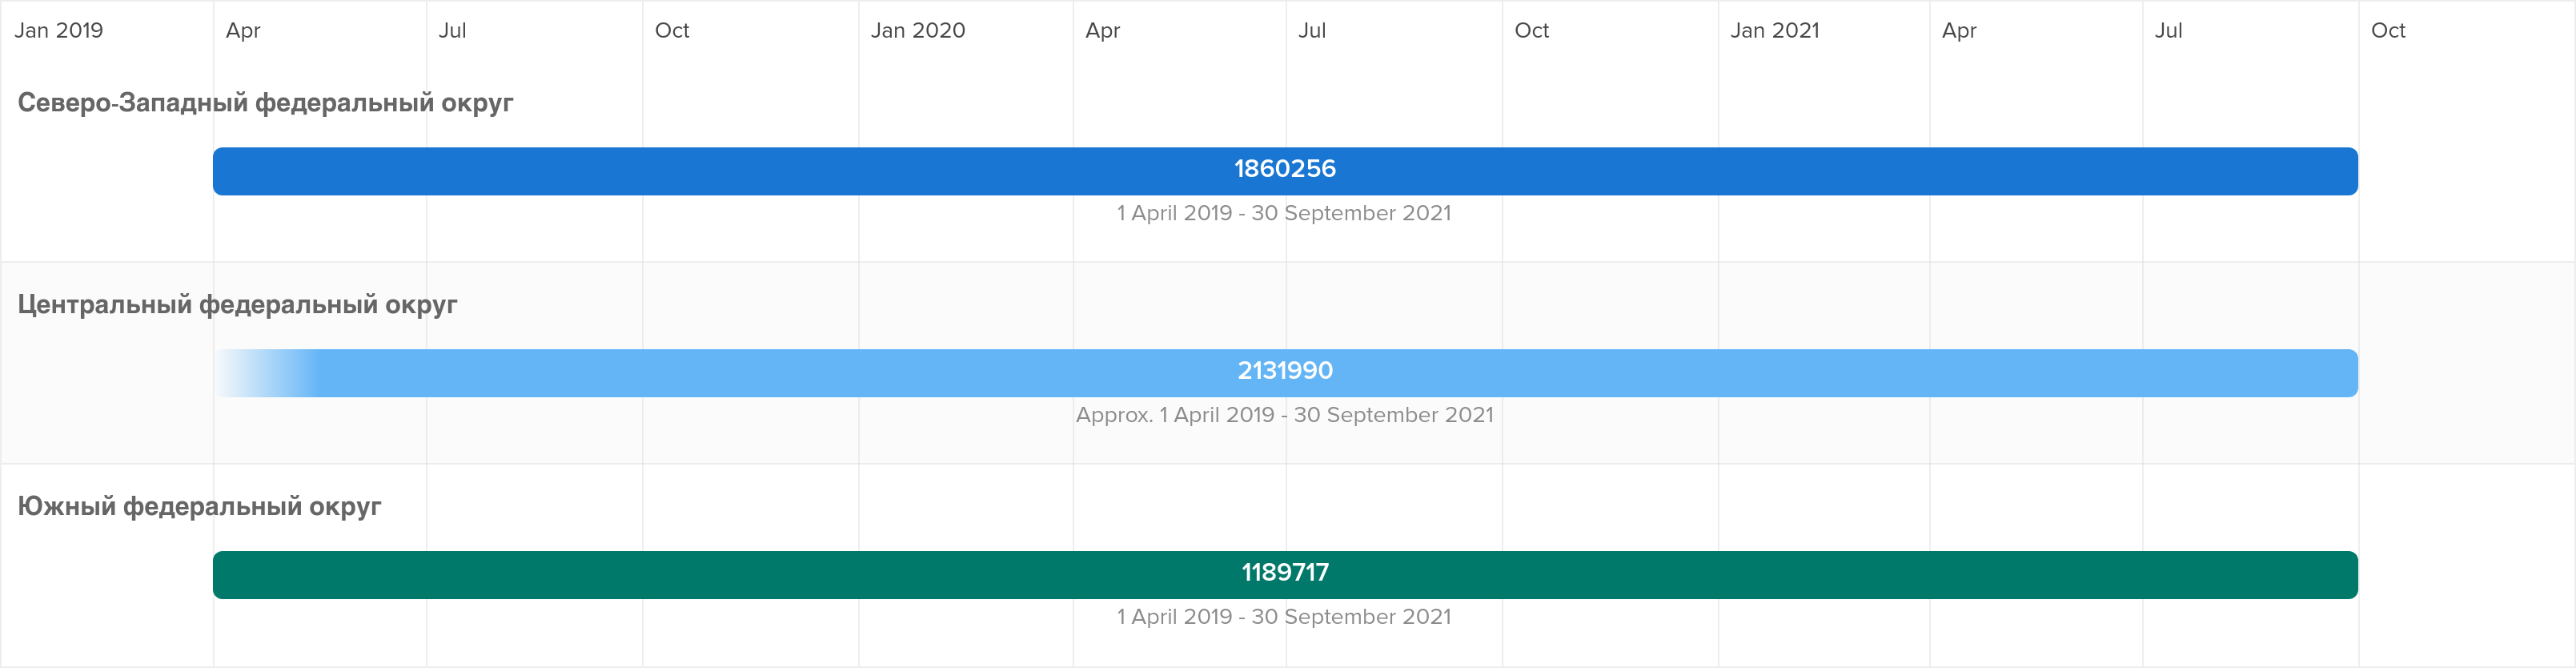 Jan 2019 Apr Jul Oct Jan 2020 Apr Jul Oct Jan 2021 Apr Jul Oct
Северо-Западный федеральный округ
1860256
1 April 2019 - 30 September 2021
Центральный федеральный округ
2131990
Approx. 1 April 2019 - 30 September 2021
Южный федеральный округ
1189717
1 April 2019 - 30 September 2021